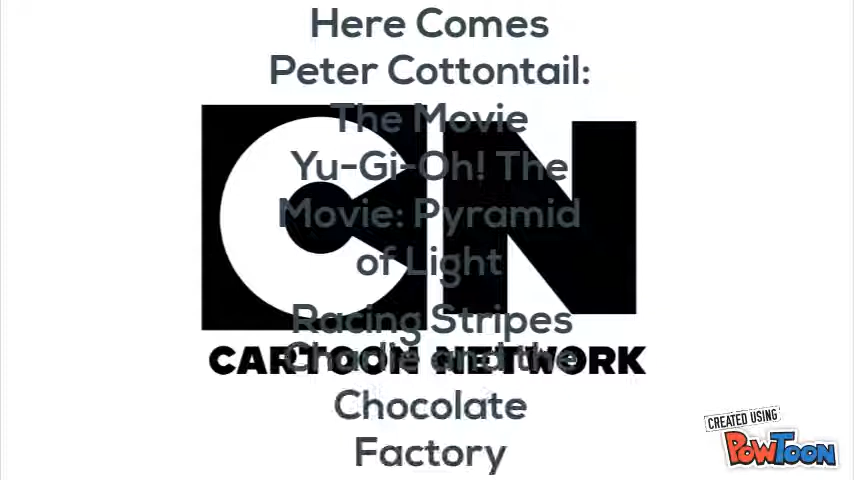 Here Comes
Peter Cottontail:
The Movie
Yu-Gi-Oh! The
Movie: Pyramid
of Light
Racing Stripes
Charlie and the
Chocolate
Factory
CN
CARTOON NETWORK
CREATED USING
POWTOON